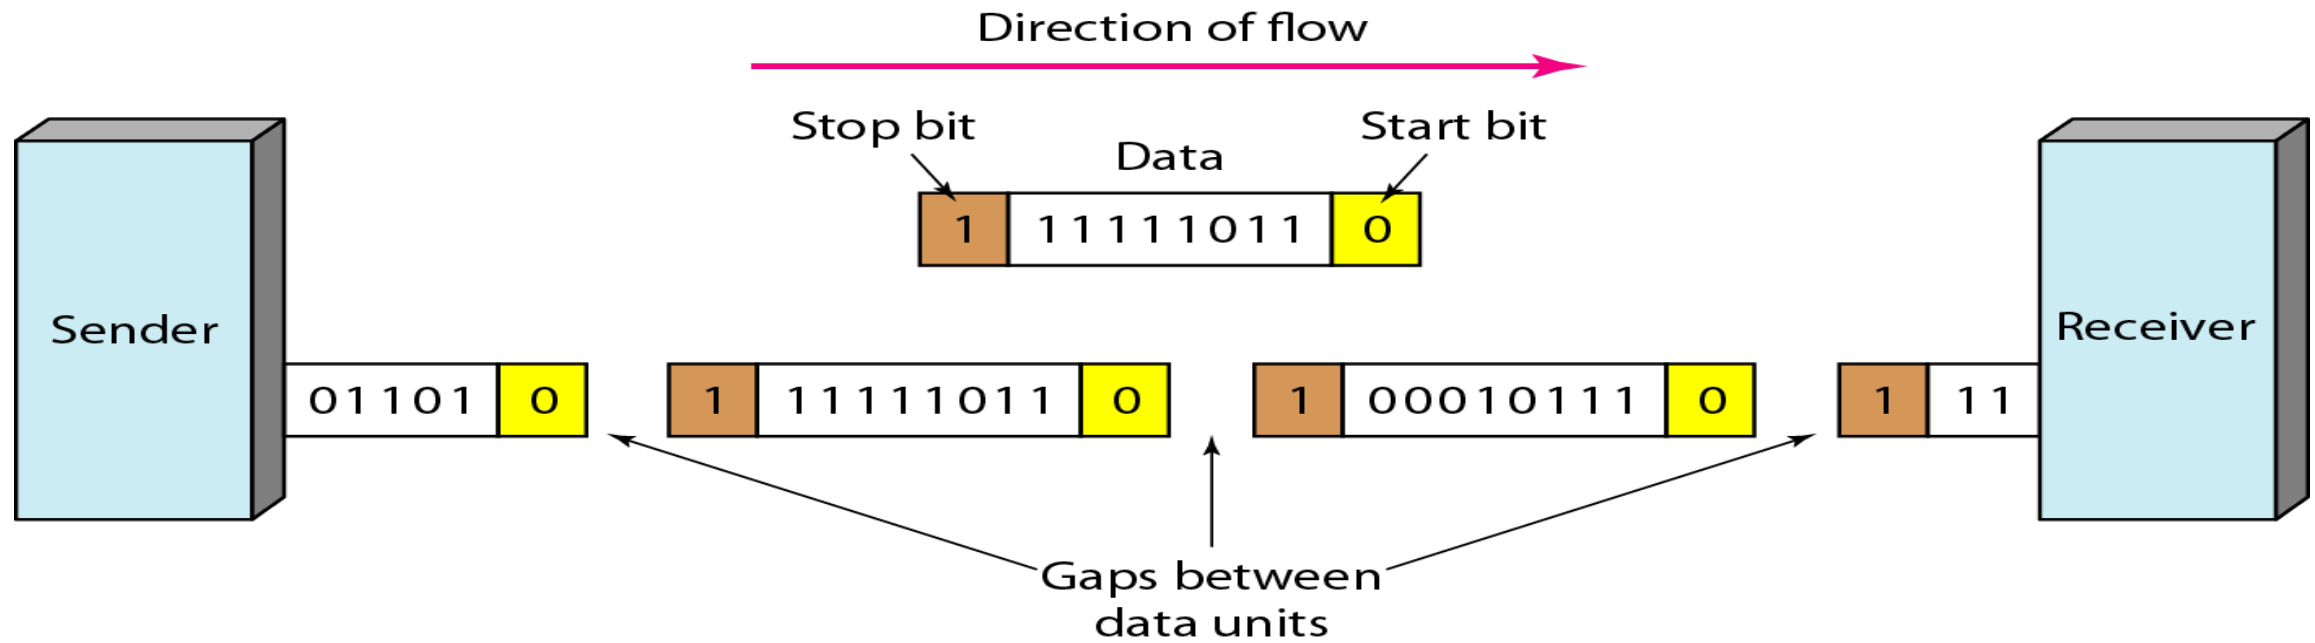 Direction of flow
Stop bit
Start bit
Data
1 11111011 0
Sender
Receiver
01101 0 1 11111011 0 1 00010111 0 1 11
Gaps between
data units